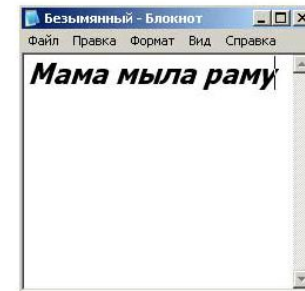 Безымянный - Блокнот
Файл Правка Формат Вид Справка
Мама мыла раму